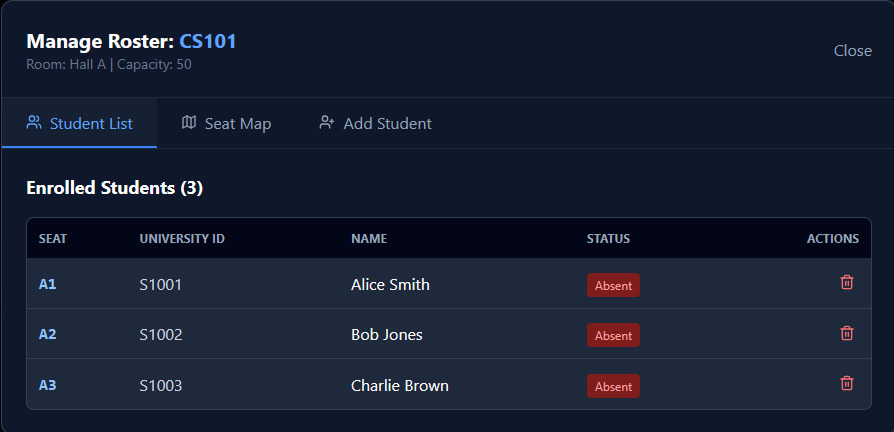 Manage Roster: CS101
Room: Hall A | Capacity: 50
Close
Student List
Seat Map
Add Student
Enrolled Students (3)
SEAT UNIVERSITY ID NAME STATUS ACTIONS
A1 S1001 Alice Smith Absent
A2 S1002 Bob Jones Absent
A3 S1003 Charlie Brown Absent